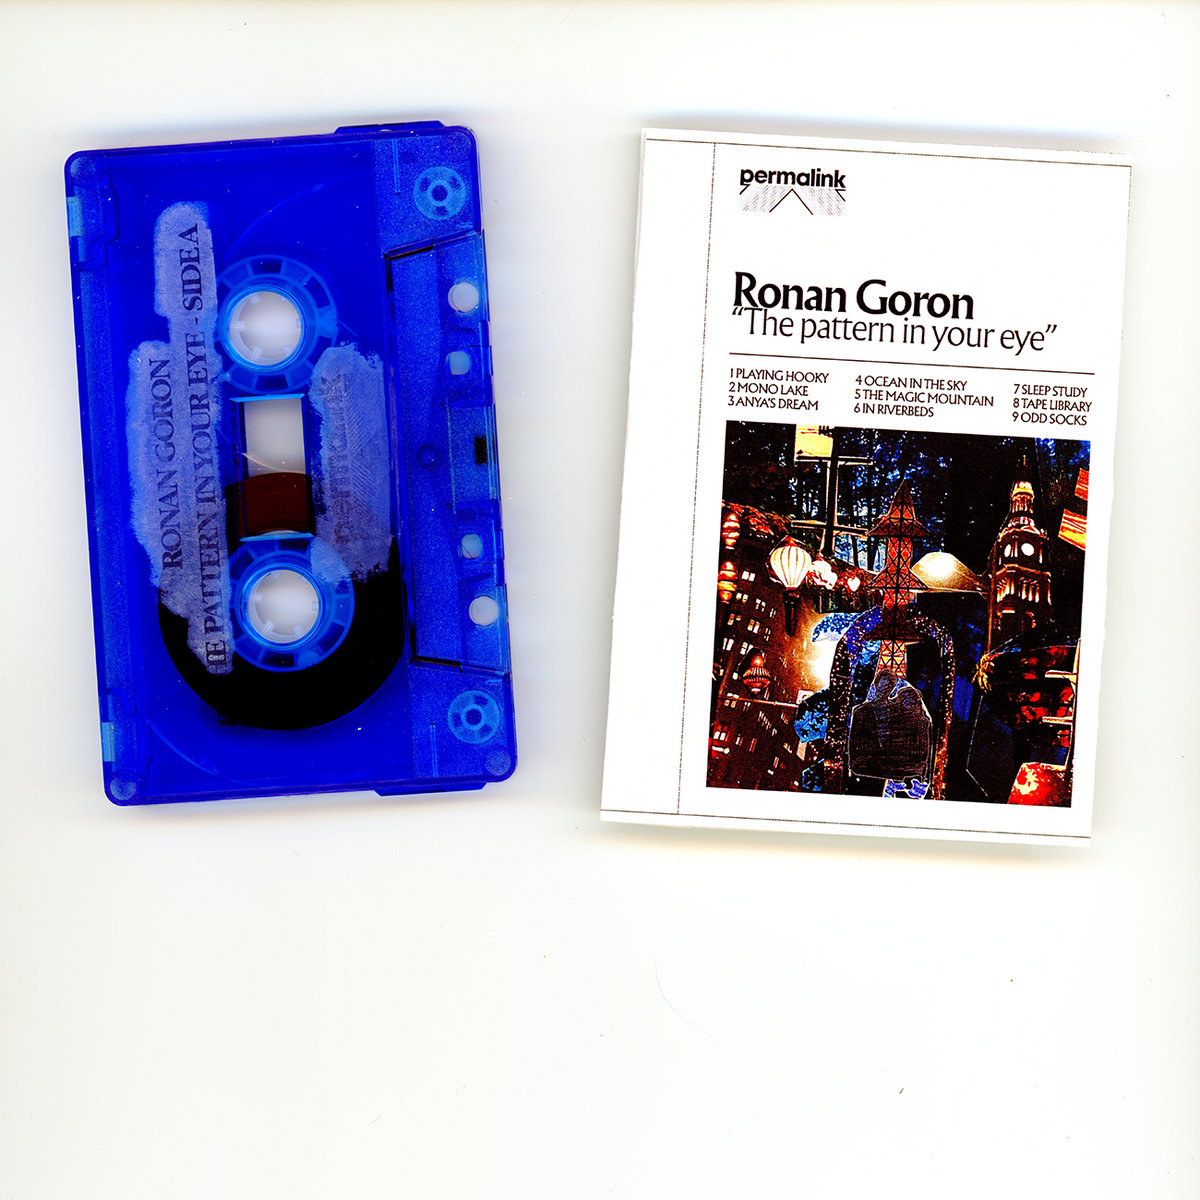 RONAN GORON
HE PATTERN IN YOUR EYE - SIDEA
permalink
permalink
Ronan Goron
“The pattern in your eye”
1 PLAYING HOOKY
2 MONO LAKE
3 ANYA'S DREAM
4 OCEAN IN THE SKY
5 THE MAGIC MOUNTAIN
6 IN RIVERBEDS
7 SLEEP STUDY
8 TAPE LIBRARY
9 ODD SOCKS